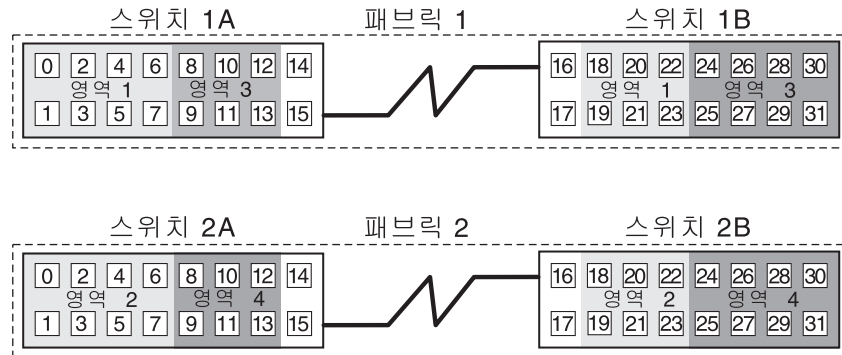 스위치 1A 패브릭 1 스위치 1B
0 2 4 6 8 10 12 14 16 18 20 22 24 26 28 30
영역 1 영역 3 영역 1 영역 3
1 3 5 7 9 11 13 15 17 19 21 23 25 27 29 31
스위치 2A 패브릭 2 스위치 2B
0 2 4 6 8 10 12 14 16 18 20 22 24 26 28 30
영역 2 영역 4 영역 2 영역 4
1 3 5 7 9 11 13 15 17 19 21 23 25 27 29 31